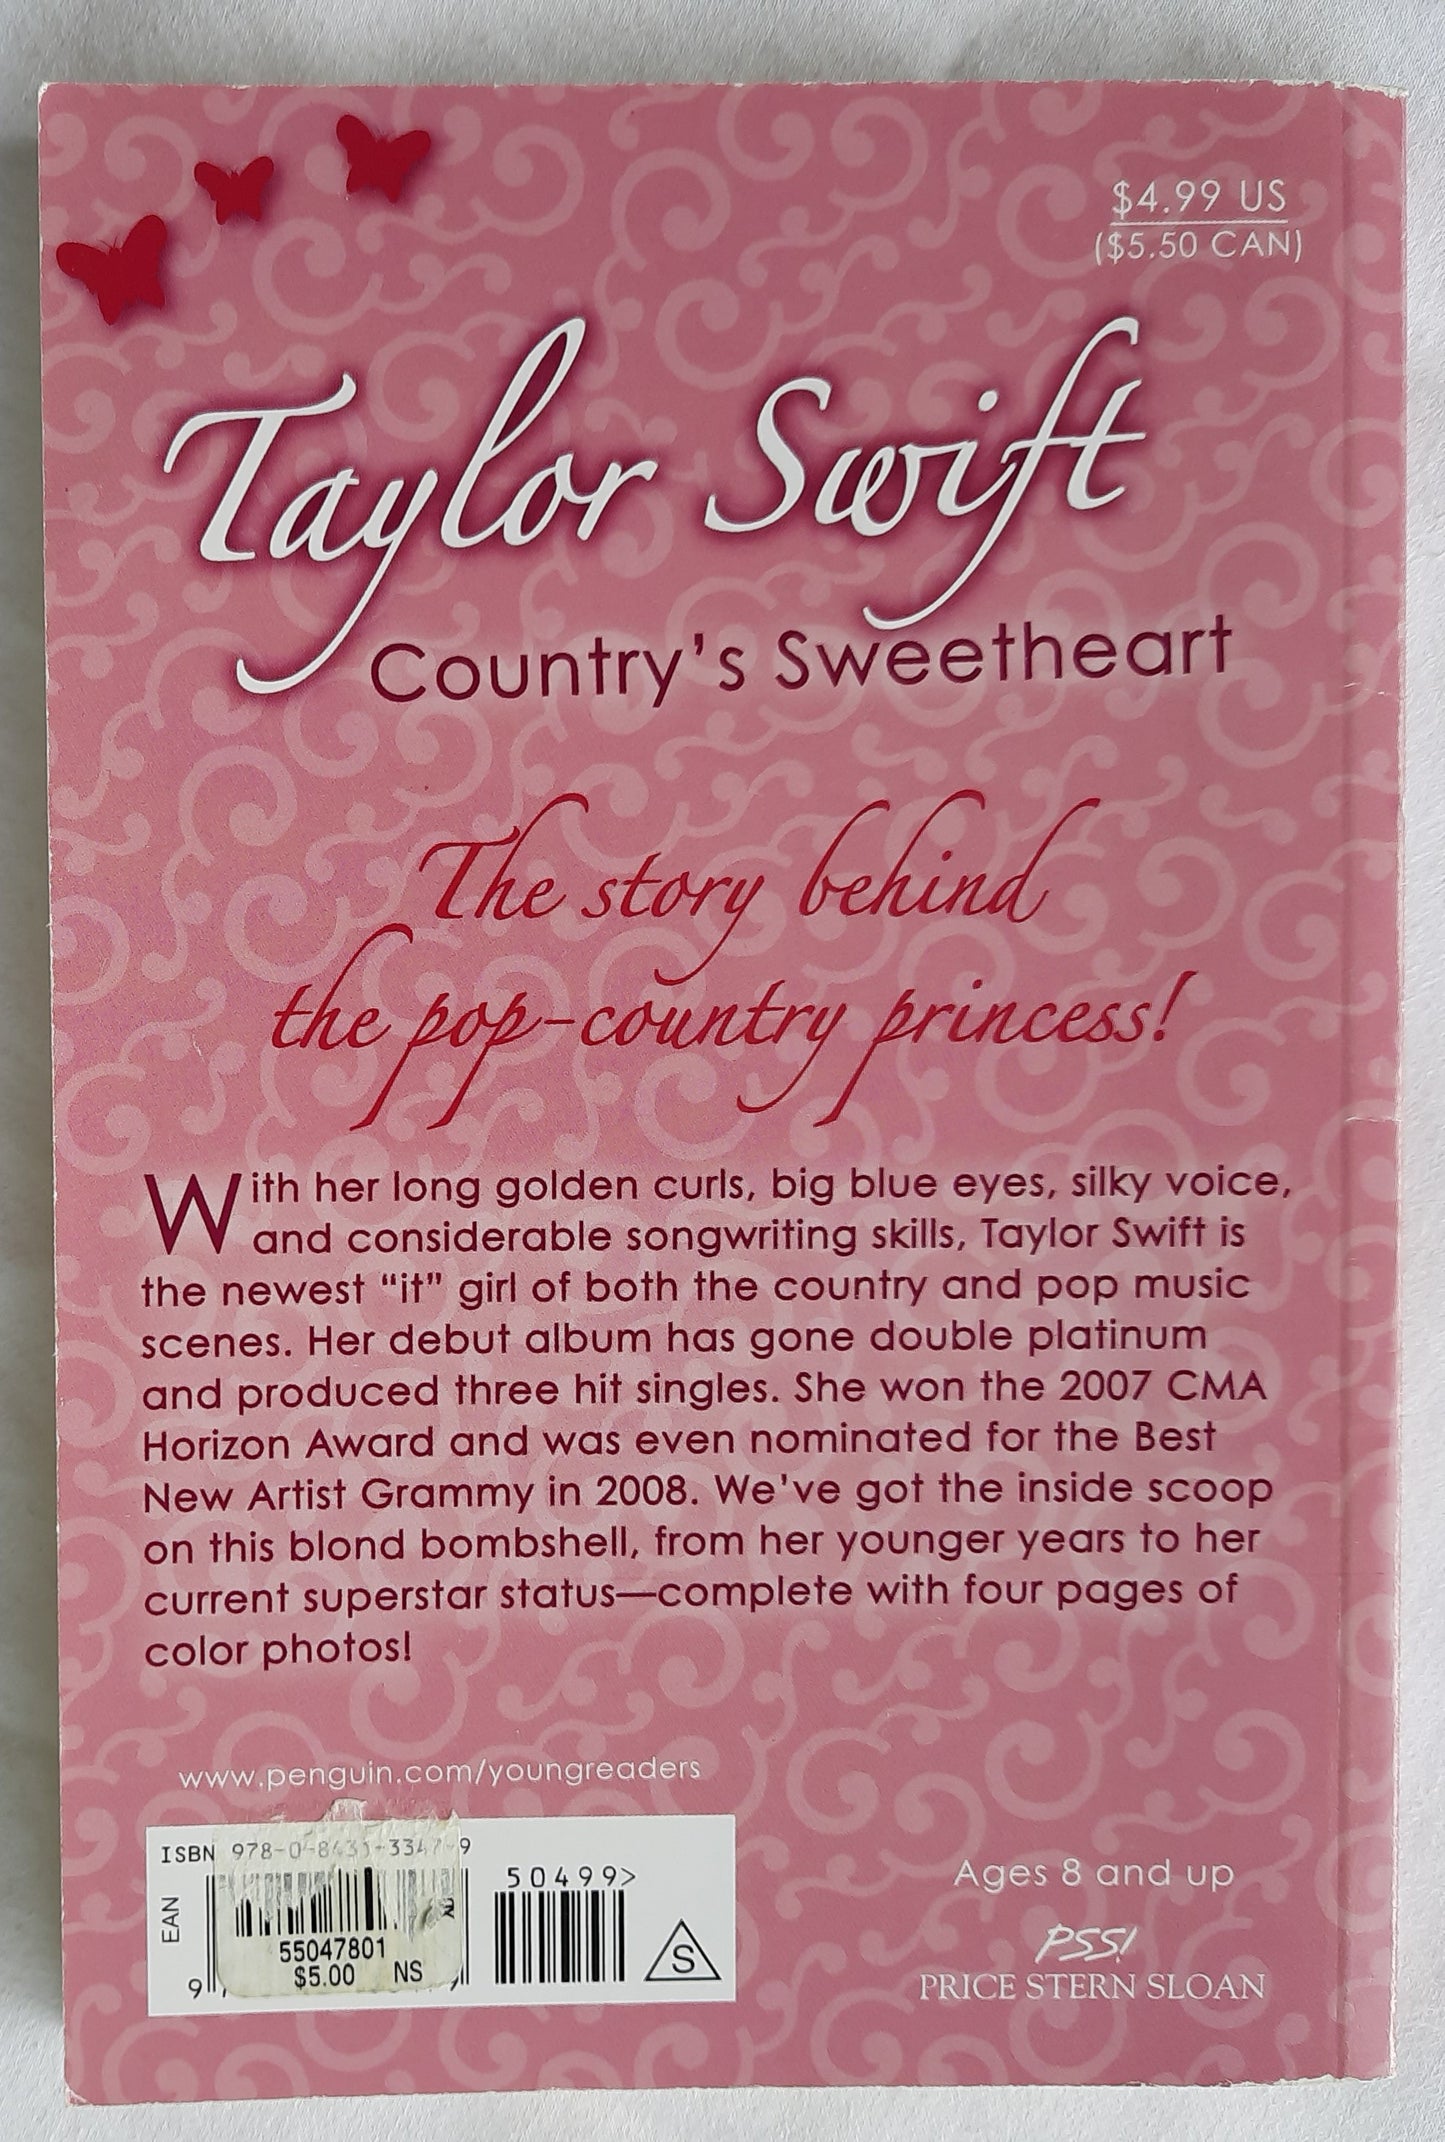 $4.99 US
($5.50 CAN)
Taylor Swift
Country's Sweetheart
The story behind
the pop-country princess!
With her long golden curls, big blue eyes, silky voice,
and considerable songwriting skills, Taylor Swift is
the newest “it” girl of both the country and pop music
scenes. Her debut album has gone double platinum
and produced three hit singles. She won the 2007 CMA
Horizon Award and was even nominated for the Best
New Artist Grammy in 2008. We've got the inside scoop
on this blond bombshell, from her younger years to her
current superstar status—complete with four pages of
color photos!
www.penguin.com/youngreaders
ISBN
50499>
EAN
55047801
$5.00 NS
9
S
Ages 8 and up
PSS!
PRICE STERN SLOAN